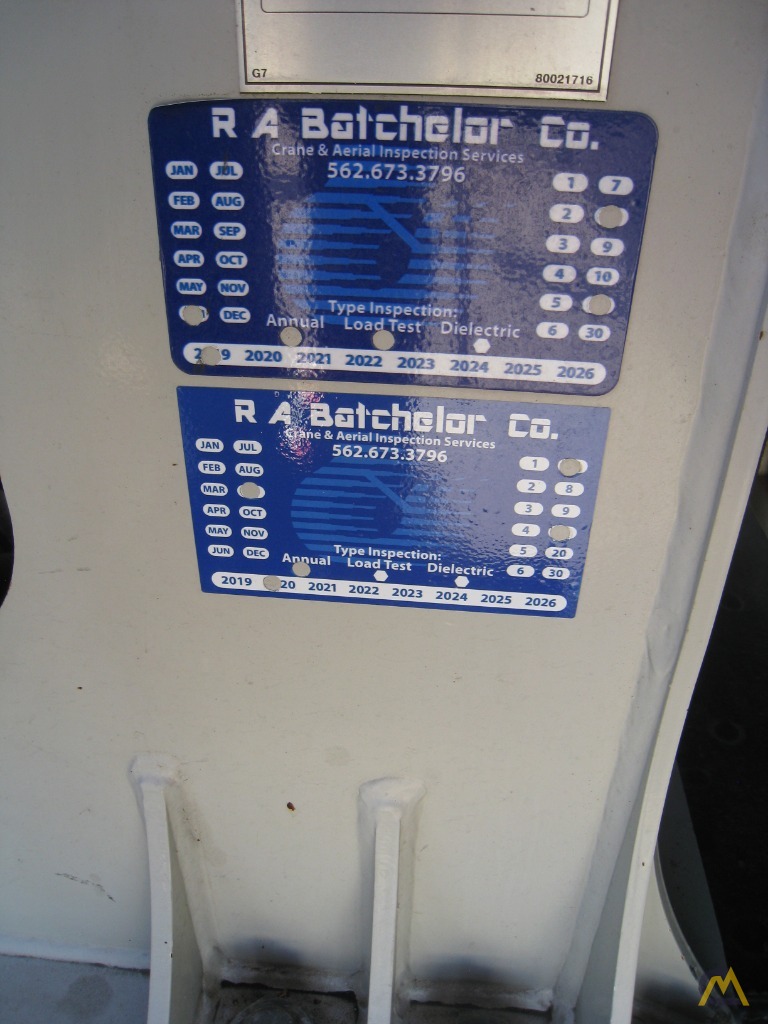 G7 80021716
R A Batchelor Co.
Crane & Aerial Inspection Services
562.673.3796
JAN JUL 1 7
FEB AUG 2
MAR SEP 3 9
APR OCT 4 10
MAY NOV 5
DEC 6 30
Type Inspection:
Annual Load Test Dielectric
2 9 2020 2021 2022 2023 2024 2025 2026
R A Batchelor Co.
Crane & Aerial Inspection Services
562.673.3796
JAN JUL 1
FEB AUG 2 8
MAR 3 9
APR OCT 4
MAY NOV 5 20
JUN DEC 6 30
Type Inspection:
Annual Load Test Dielectric
2019 20 2021 2022 2023 2024 2025 2026